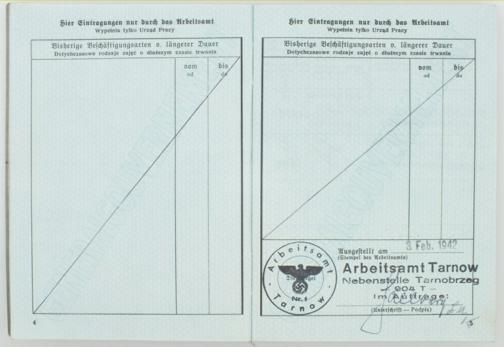 Hier Eintragungen nur durch das Arbeitsamt
Wypełnia tylko Urząd Pracy
Bisherige Beschäftigungsarten v. längerer Dauer
Dotychczasowe rodzaje zajęć o dłuższym czasie trwania
vom bis
od do
4
Hier Eintragungen nur durch das Arbeitsamt
Wypełnia tylko Urząd Pracy
Bisherige Beschäftigungsarten v. längerer Dauer
Dotychczasowe rodzaje zajęć o dłuższym czasie trwania
vom bis
od do
Ausgestellt am 3. Feb. 1942
(Stempel des Arbeitsamts)
Arbeitsamt Tarnow
Nebenstelle Tarnobrzeg
904 T -
Im Auftrage:
(Unterschrift — Podpis)
5
Arbeitsamt
Nr. 1
Tarnow